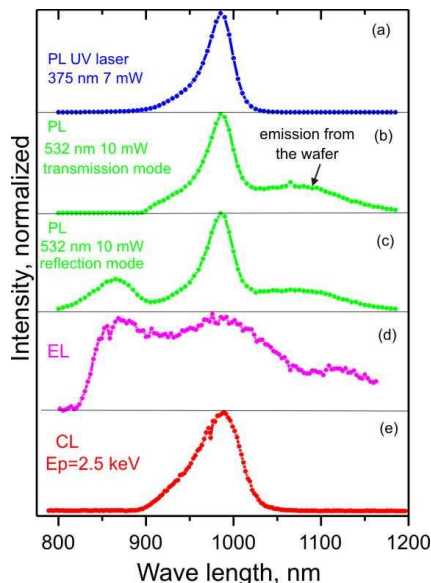 (a)
PL UV laser
375 nm 7 mW
PL
(b)
532 nm 10 mW
transmission mode
emission from
the wafer
PL
(c)
532 nm 10 mW
reflection mode
EL
(d)
CL
(e)
Ep=2.5 keV
Intensity, normalized
800 900 1000 1100 1200
Wave length, nm